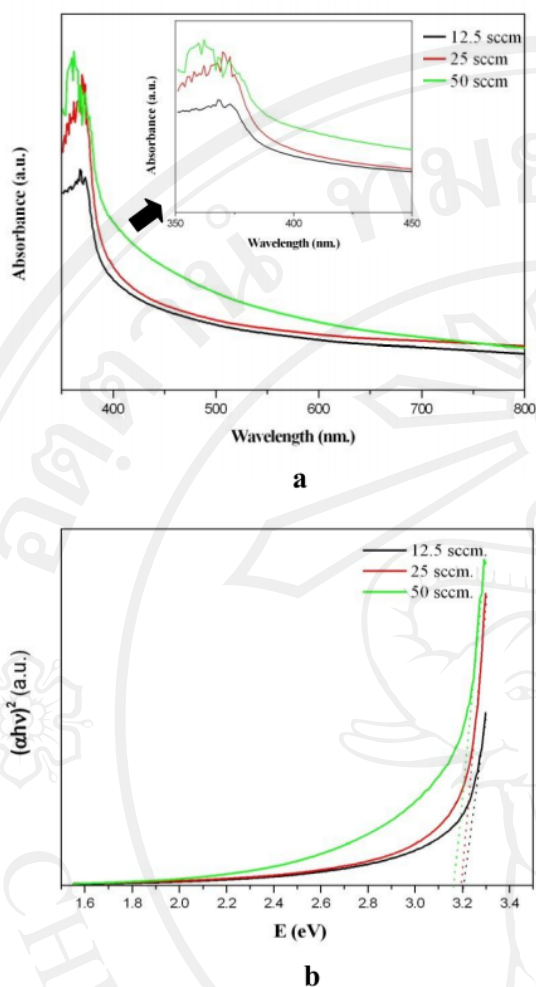 12.5 sccm
25 sccm
50 sccm
Absorbance (a.u.)
350
400
450
Wavelength (nm.)
Absorbance (a.u.)
400
500
600
700
800
Wavelength (nm.)
a
12.5 sccm.
25 sccm.
50 sccm.
(αhν)² (a.u.)
1.6
1.8
2.0
2.2
2.4
2.6
2.8
3.0
3.2
3.4
E (eV)
b